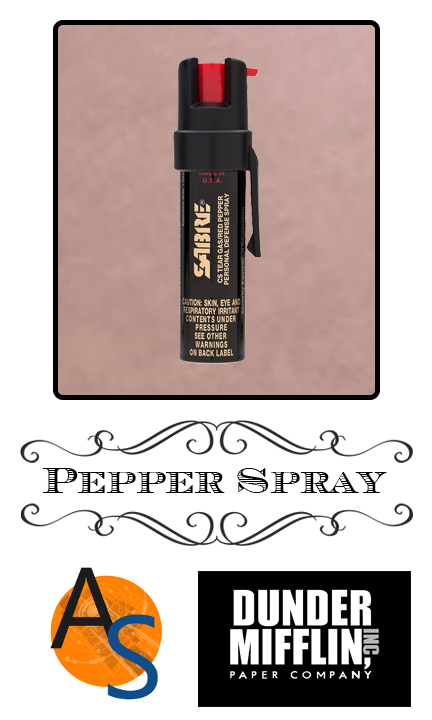 MADE IN
U.S.A.
SABRE®
CS TEAR GAS/RED PEPPER
PERSONAL DEFENSE SPRAY
CAUTION: SKIN, EYE AND
RESPIRATORY IRRITANT
CONTENTS UNDER
PRESSURE
SEE OTHER
WARNINGS
ON BACK LABEL
PEPPER SPRAY
AS
DUNDER
MIFFLIN, INC
PAPER COMPANY